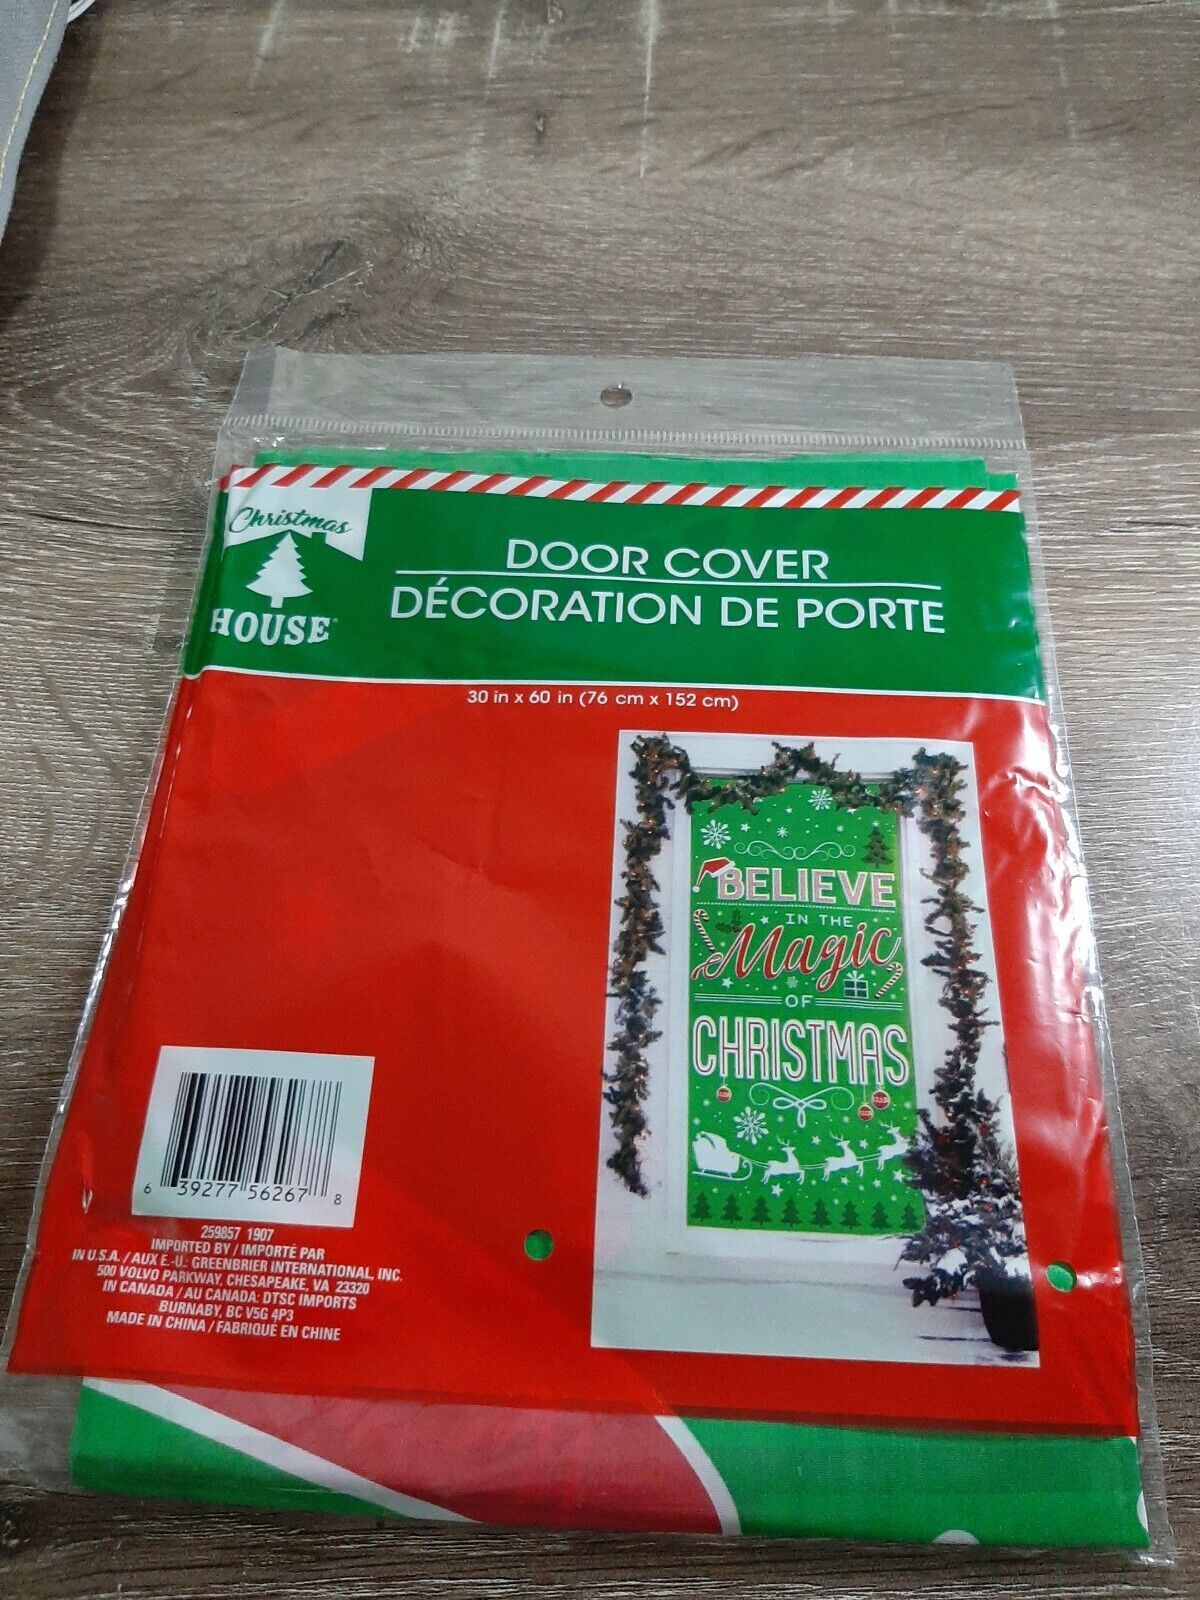 Christmas
HOUSE®
DOOR COVER
DÉCORATION DE PORTE
30 in x 60 in (76 cm x 152 cm)
BELIEVE
IN THE
Magic
OF
CHRISTMAS
6 39277 56267 8
259857 1907
IMPORTED BY / IMPORTÉ PAR
IN U.S.A. / AUX É.-U.: GREENBRIER INTERNATIONAL, INC.
500 VOLVO PARKWAY, CHESAPEAKE, VA 23320
IN CANADA / AU CANADA: DTSC IMPORTS
BURNABY, BC V5G 4P3
MADE IN CHINA / FABRIQUÉ EN CHINE